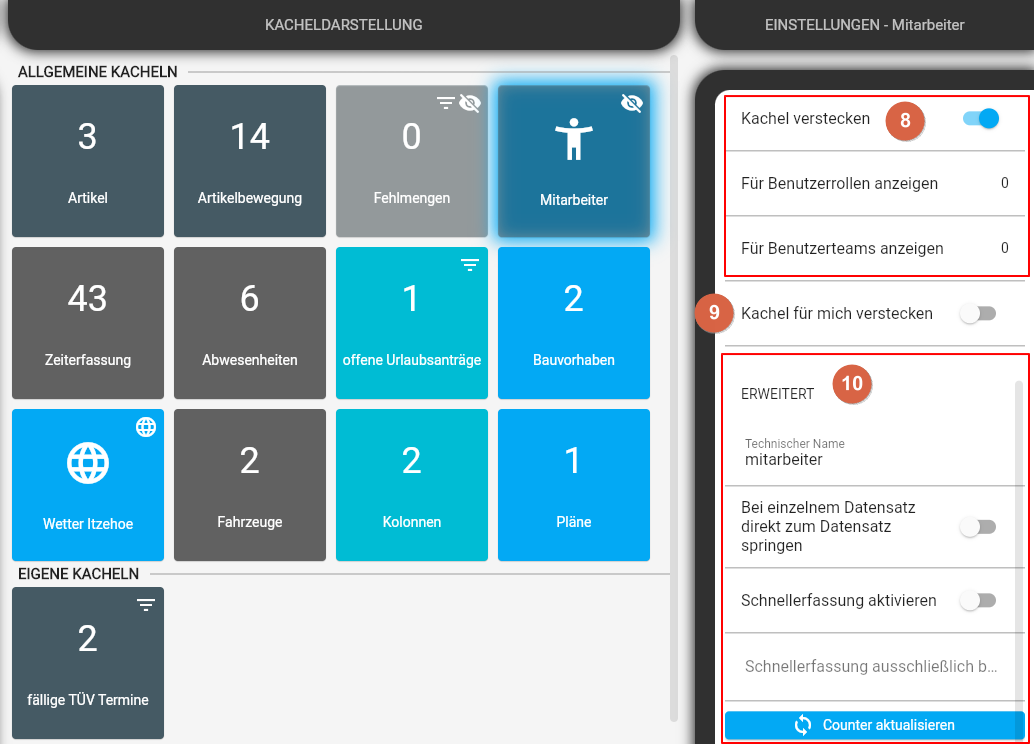 KACHELDARSTELLUNG
ALLGEMEINE KACHELN
3
Artikel
14
Artikelbewegung
0
Fehlmengen
Mitarbeiter
43
Zeiterfassung
6
Abwesenheiten
1
offene Urlaubsanträge
2
Bauvorhaben
Wetter Itzehoe
2
Fahrzeuge
2
Kolonnen
1
Pläne
EIGENE KACHELN
2
fällige TÜV Termine
EINSTELLUNGEN - Mitarbeiter
Kachel verstecken
8
Für Benutzerrollen anzeigen 0
Für Benutzerteams anzeigen 0
9
Kachel für mich verstecken
ERWEITERT
10
Technischer Name
mitarbeiter
Bei einzelnem Datensatz
direkt zum Datensatz
springen
Schnellerfassung aktivieren
Schnellerfassung ausschließlich b...
Counter aktualisieren